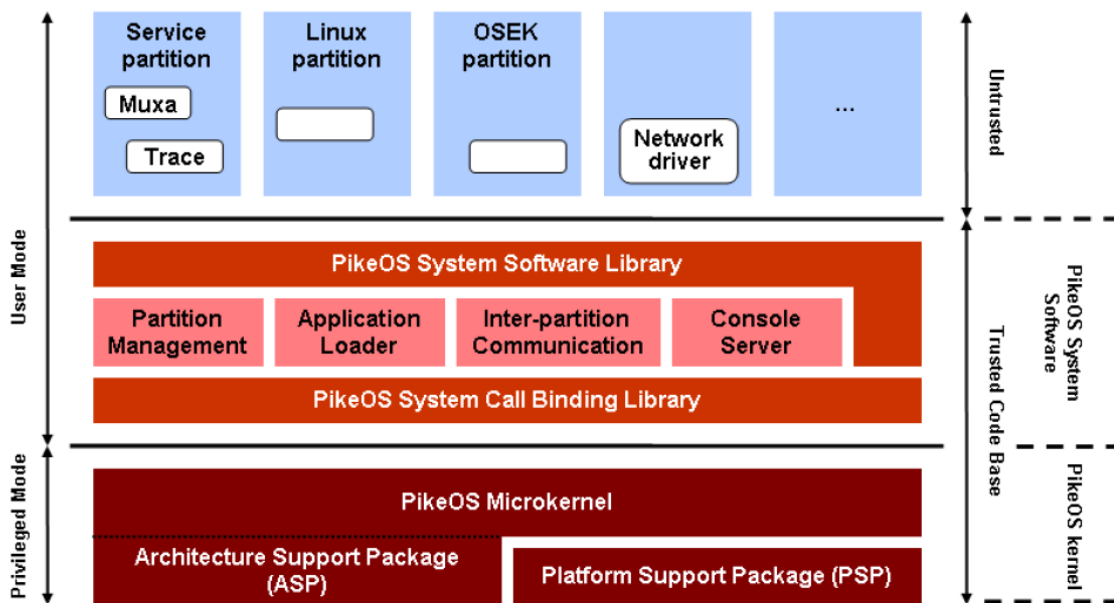 Service
partition
Muxa
Trace
Linux
partition
OSEK
partition
Network
driver
...
PikeOS System Software Library
Partition
Management
Application
Loader
Inter-partition
Communication
Console
Server
PikeOS System Call Binding Library
PikeOS Microkernel
Architecture Support Package
(ASP)
Platform Support Package (PSP)
User Mode
Privileged Mode
Untrusted
Trusted Code Base
PikeOS System
Software
PikeOS kernel